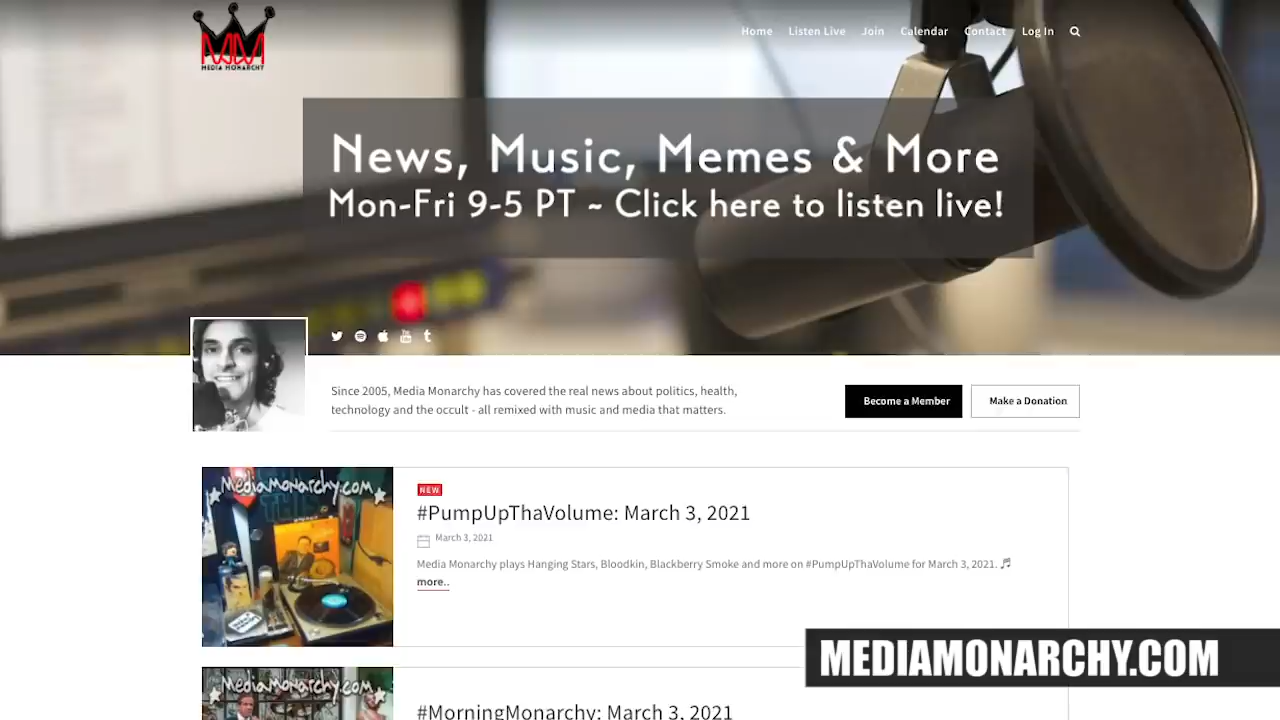 MEDIA MONARCHY
Home Listen Live Join Calendar Contact Log In
News, Music, Memes & More
Mon-Fri 9-5 PT ~ Click here to listen live!
Since 2005, Media Monarchy has covered the real news about politics, health,
technology and the occult - all remixed with music and media that matters.
Become a Member
Make a Donation
MediaMonarchy.com
NEW
#PumpUpThaVolume: March 3, 2021
March 3, 2021
Media Monarchy plays Hanging Stars, Bloodkin, Blackberry Smoke and more on #PumpUpThaVolume for March 3, 2021. 🎵
more..
MEDIAMONARCHY.COM
MediaMonarchy.com
#MorningMonarchy: March 3, 2021